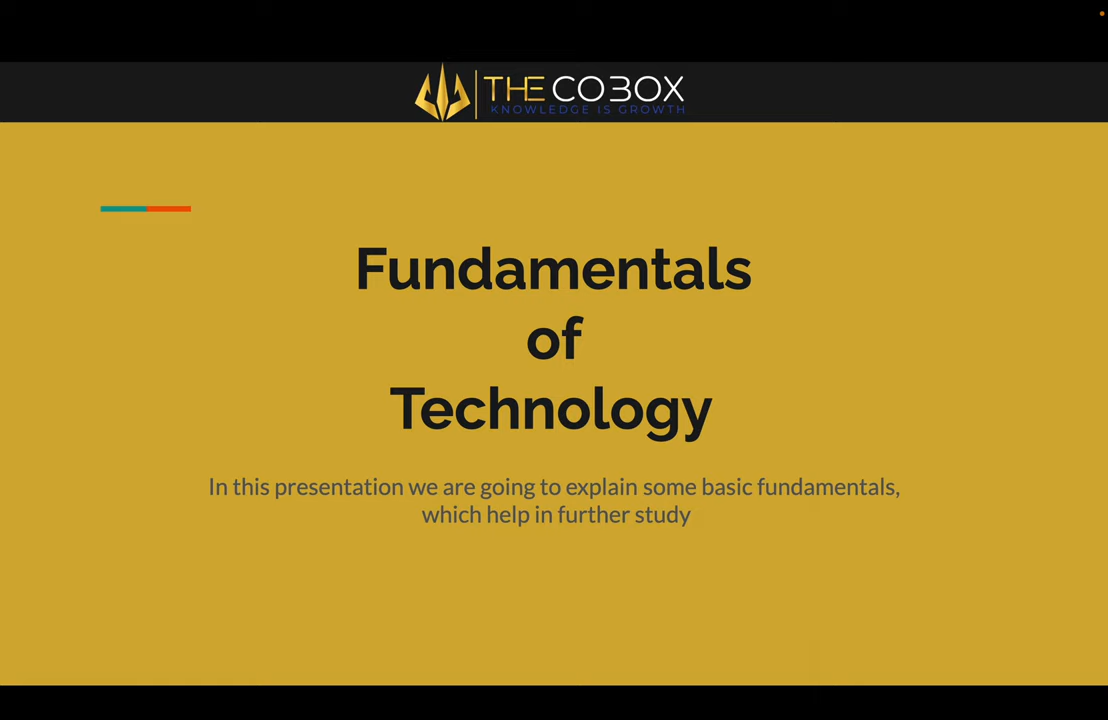 THE COBOX
KNOWLEDGE IS GROWTH
Fundamentals
of
Technology
In this presentation we are going to explain some basic fundamentals,
which help in further study